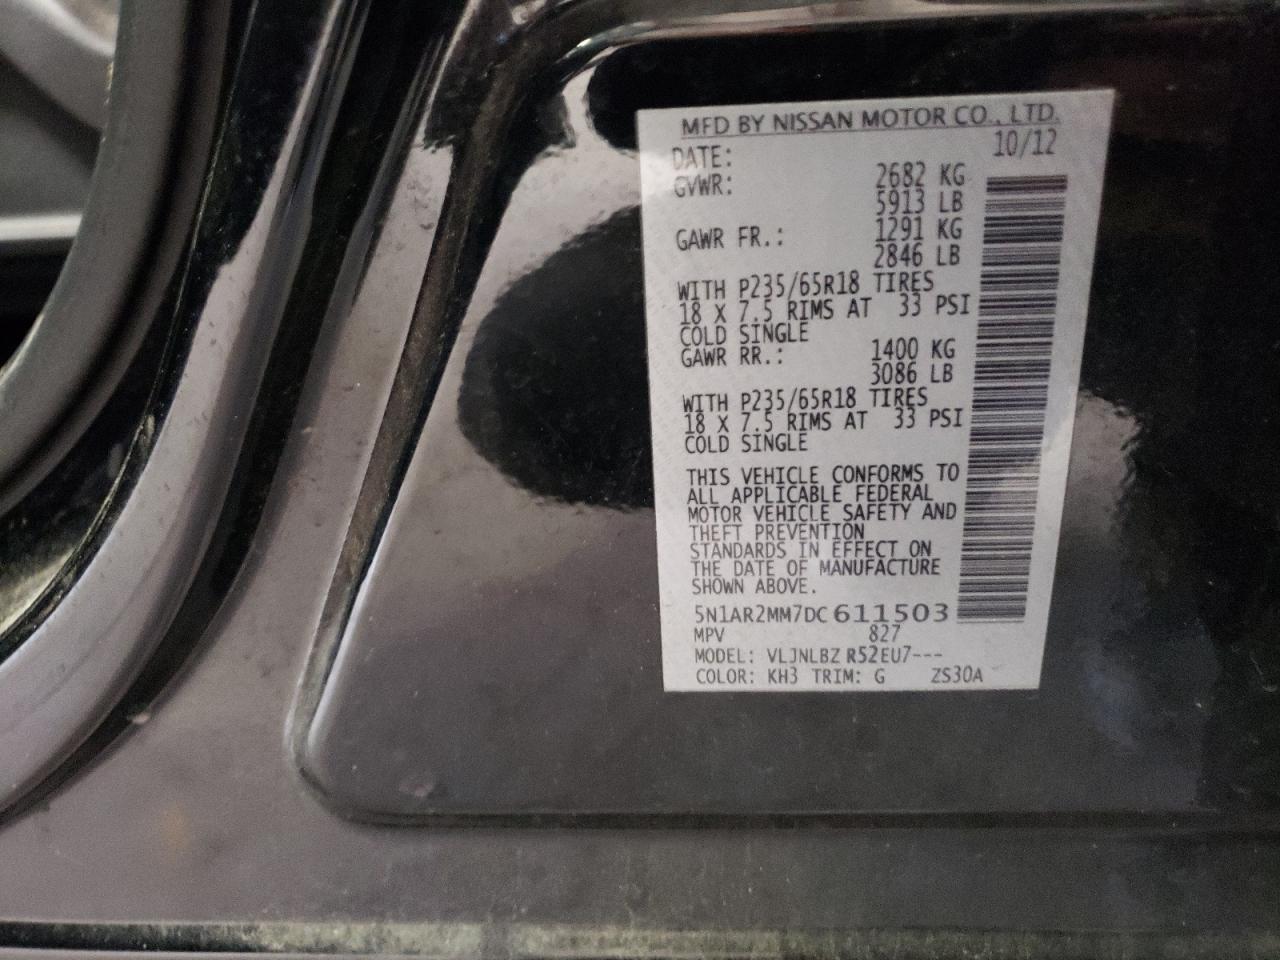 MFD BY NISSAN MOTOR CO., LTD.
DATE: 10/12
GVWR: 2682 KG
5913 LB
GAWR FR.: 1291 KG
2846 LB
WITH P235/65R18 TIRES
18 X 7.5 RIMS AT 33 PSI
COLD SINGLE
GAWR RR.: 1400 KG
3086 LB
WITH P235/65R18 TIRES
18 X 7.5 RIMS AT 33 PSI
COLD SINGLE
THIS VEHICLE CONFORMS TO
ALL APPLICABLE FEDERAL
MOTOR VEHICLE SAFETY AND
THEFT PREVENTION
STANDARDS IN EFFECT ON
THE DATE OF MANUFACTURE
SHOWN ABOVE.
5N1AR2MM7DC 611503
MPV 827
MODEL: VLJNLBZ R52EU7---
COLOR: KH3 TRIM: G ZS30A